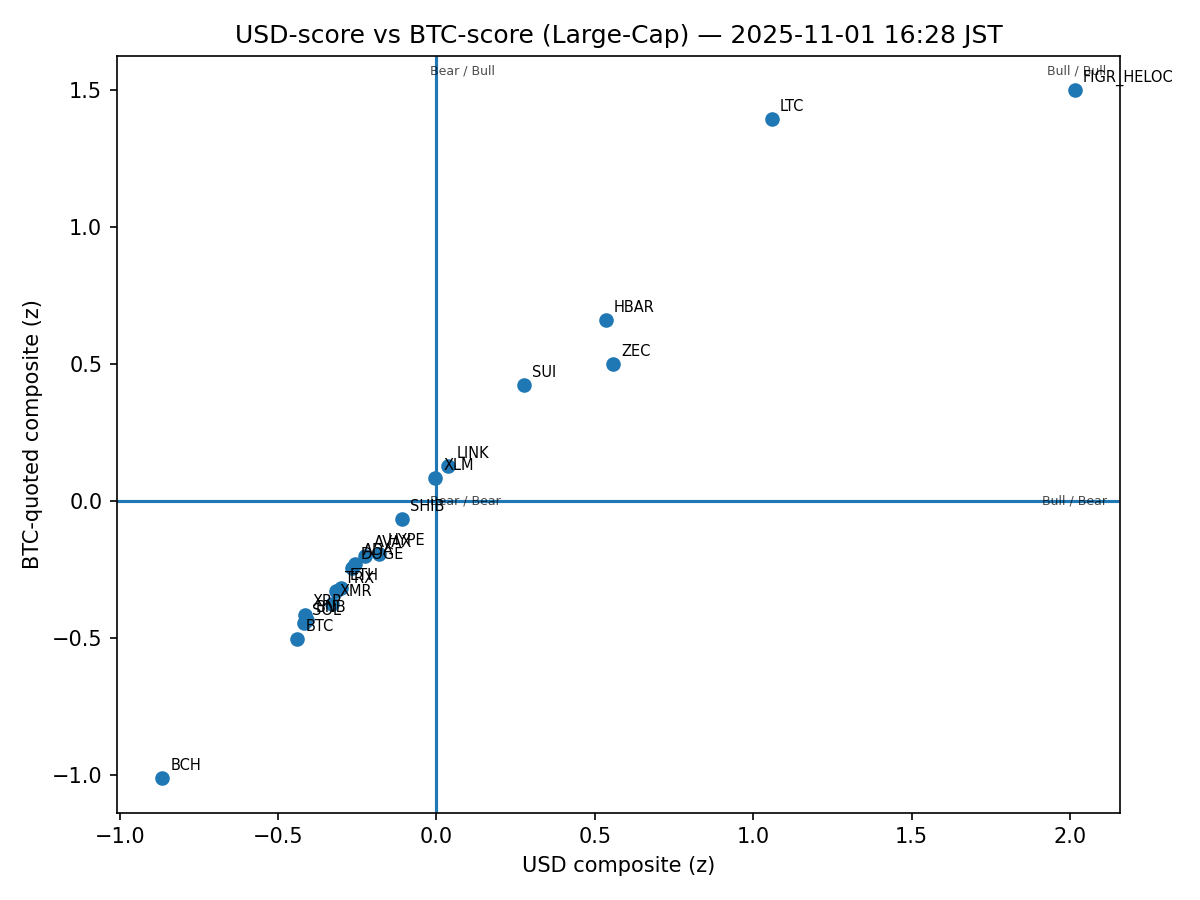 USD-score vs BTC-score (Large-Cap) — 2025-11-01 16:28 JST
Bear / Bull
Bull / Bull
FIGR_HELOC
LTC
HBAR
ZEC
SUI
LINK
XLM
SHIB
Bear / Bear
Bull / Bear
HYPE
AVAX
ADA
DOGE
ETH
TRX
XMR
XRP
BNB
SOL
BTC
BCH
1.5
1.0
0.5
0.0
−0.5
−1.0
BTC-quoted composite (z)
−1.0
−0.5
0.0
0.5
1.0
1.5
2.0
USD composite (z)